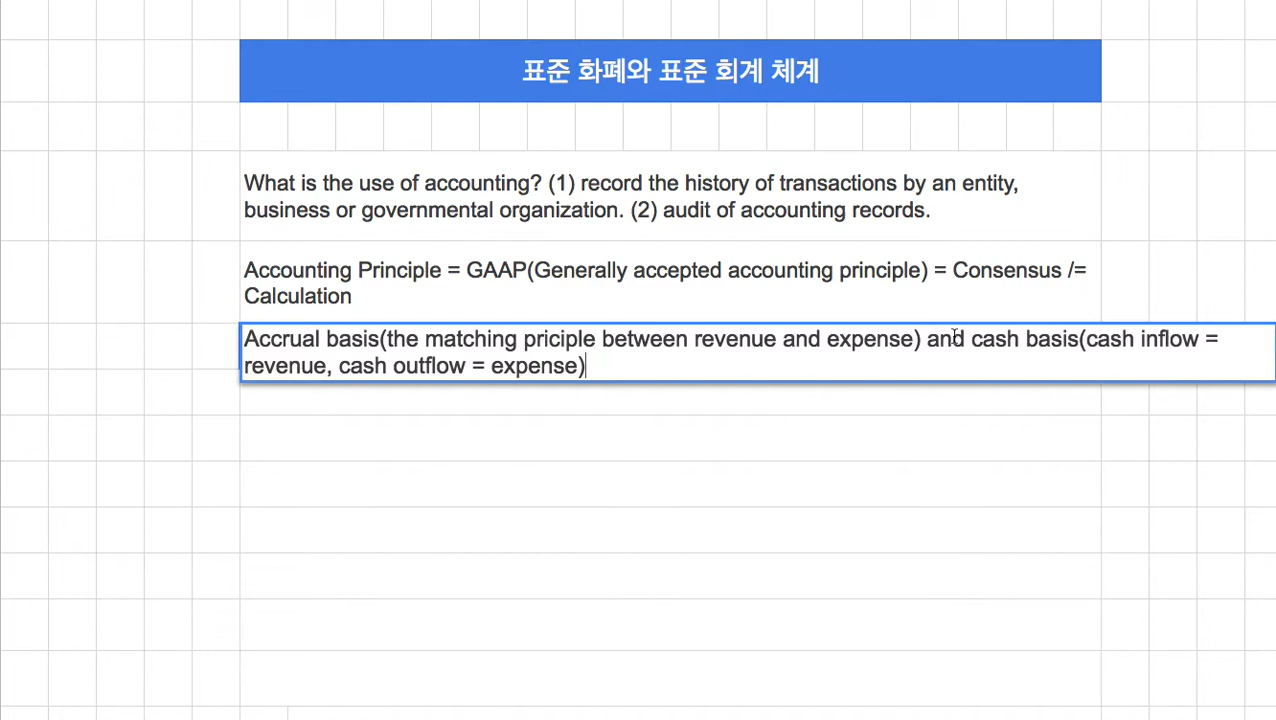 표준 화폐와 표준 회계 체계
What is the use of accounting? (1) record the history of transactions by an entity,
business or governmental organization. (2) audit of accounting records.
Accounting Principle = GAAP(Generally accepted accounting principle) = Consensus /=
Calculation
Accrual basis(the matching priciple between revenue and expense) and cash basis(cash inflow =
revenue, cash outflow = expense)